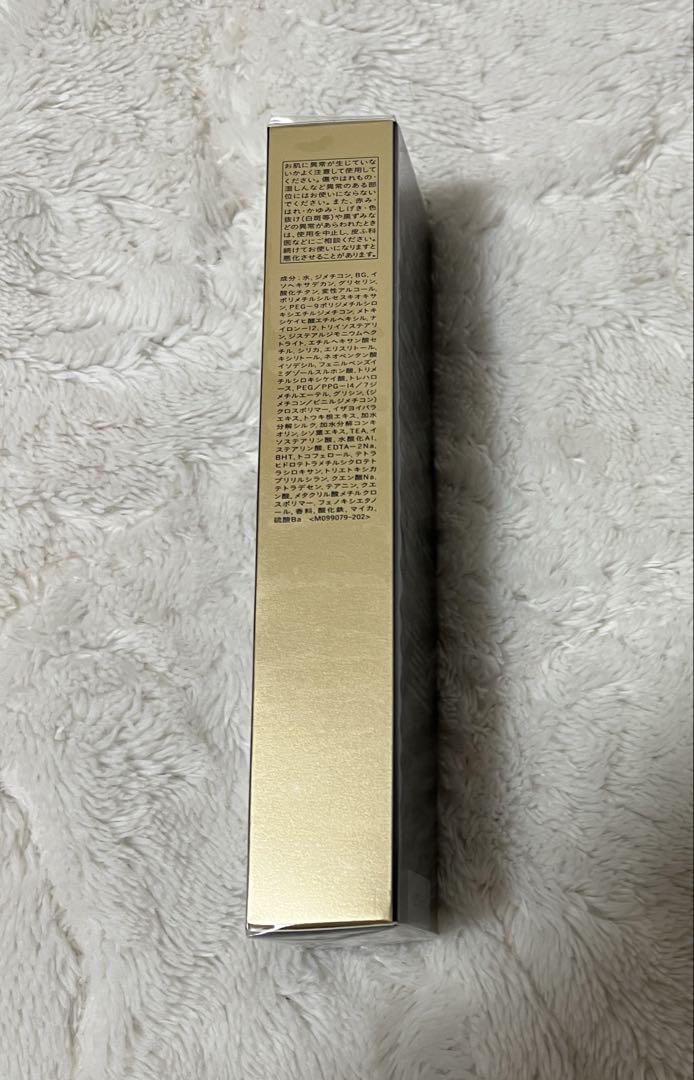 お肌に異常が生じていな
いかよく注意して使用して
ください。傷やはれもの・
湿しんなど異常のある部
位にはお使いにならない
でください。また、赤み・
はれ・かゆみ・しげき・色
抜け(白斑等)や黒ずみな
どの異常があらわれたとき
は、使用を中止し、皮ふ科
医などにご相談ください。
続けてお使いになりますと
悪化させることがあります。
成分:水、ジメチコン、BG、イ
ソヘキサデカン、グリセリン、
酸化チタン、変性アルコール、
ポリメチルシルセスキオキサ
ン、PEG-9ポリジメチルシロ
キシエチルジメチコン、メトキ
シケイヒ酸エチルヘキシル、ナ
イロン-12、トリイソステアリ
ン、ジステアルジモニウムヘク
トライト、エチルヘキサン酸セ
チル、シリカ、エリスリトール、
キシリトール、ネオペンタン酸
イソデシル、フェニルベンズイ
ミダゾールスルホン酸、トリメ
チルシロキシケイ酸、トレハロ
ース、PEG/PPG-14/7ジ
メチルエーテル、グリシン、(ジ
メチコン/ビニルジメチコン)
クロスポリマー、イザヨイバラ
エキス、トウキ根エキス、加水
分解シルク、加水分解コンキ
オリン、シソ葉エキス、TEA、イ
ソステアリン酸、水酸化Al、
ステアリン酸、EDTA-2Na、
BHT、トコフェロール、テトラ
ヒドロテトラメチルシクロテト
ラシロキサン、トリエトキシカ
プリリルシラン、クエン酸Na、
テトラデセン、テアニン、クエ
ン酸、メタクリル酸メチルクロ
スポリマー、フェノキシエタノ
ール、香料、酸化鉄、マイカ、
硫酸Ba <M099079-202>